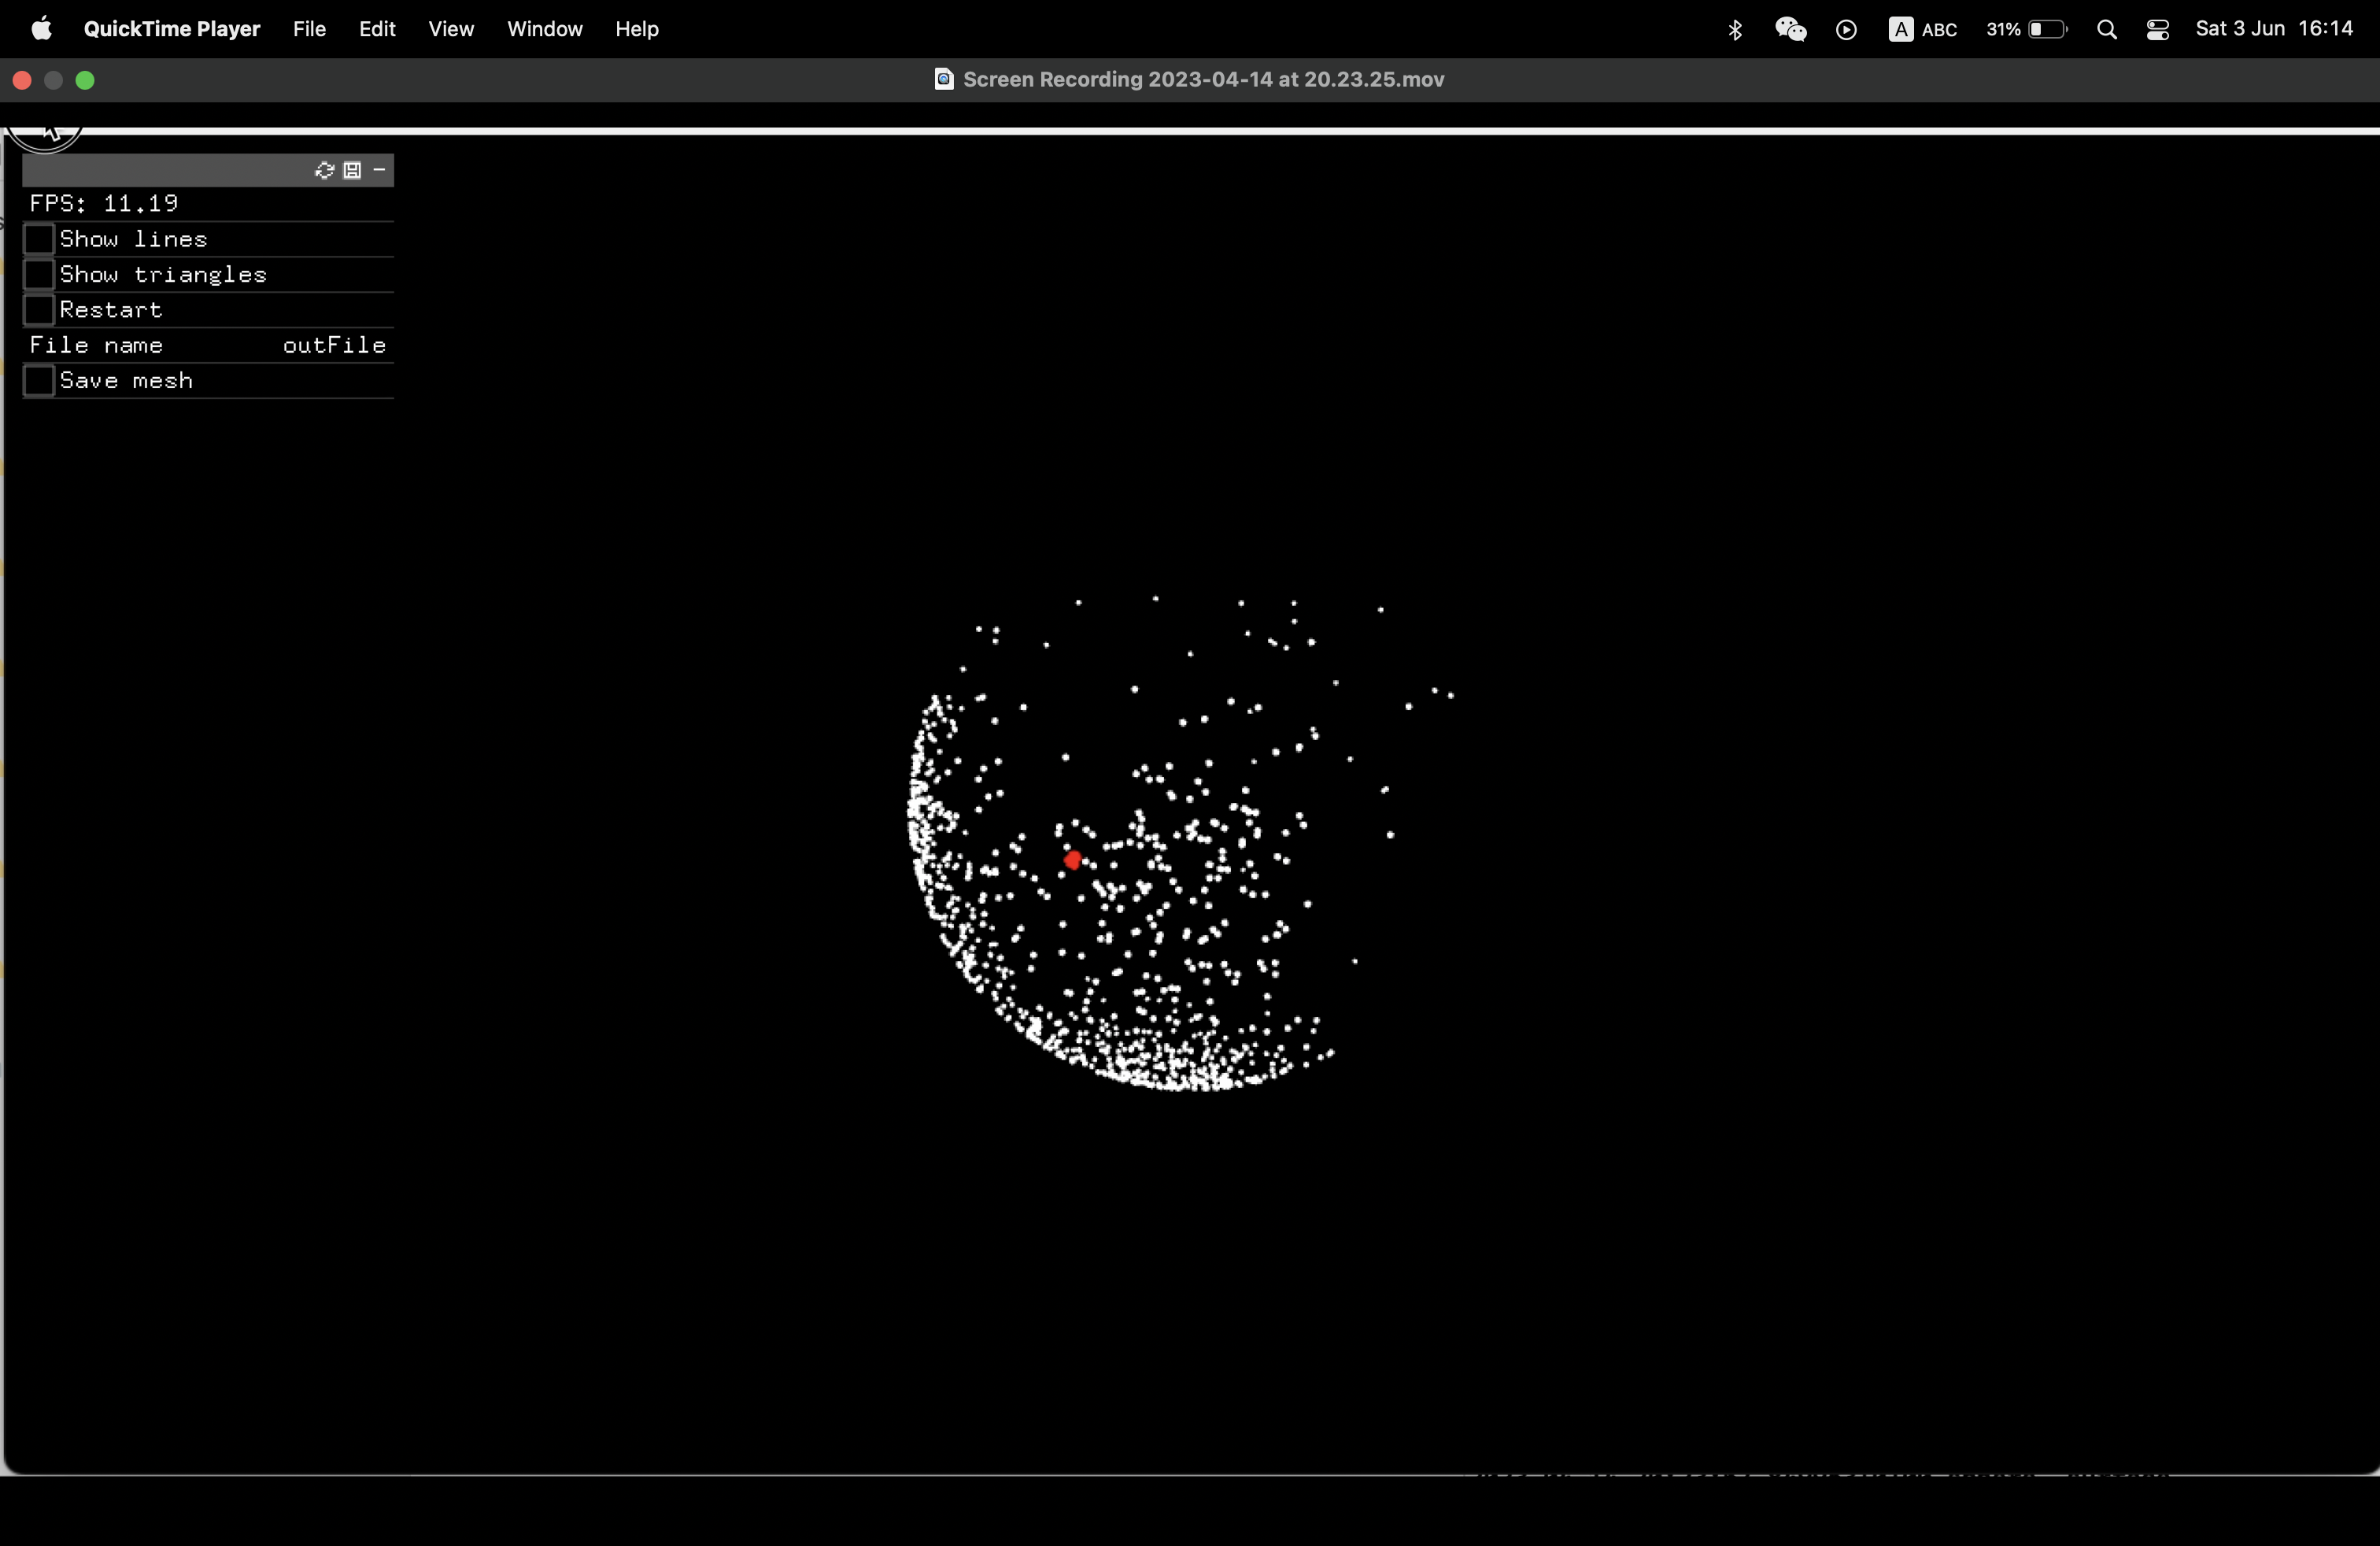 QuickTime Player File Edit View Window Help A ABC 31% Sat 3 Jun 16:14
Screen Recording 2023-04-14 at 20.23.25.mov
FPS: 11.19
Show lines
Show triangles
Restart
File name outFile
Save mesh